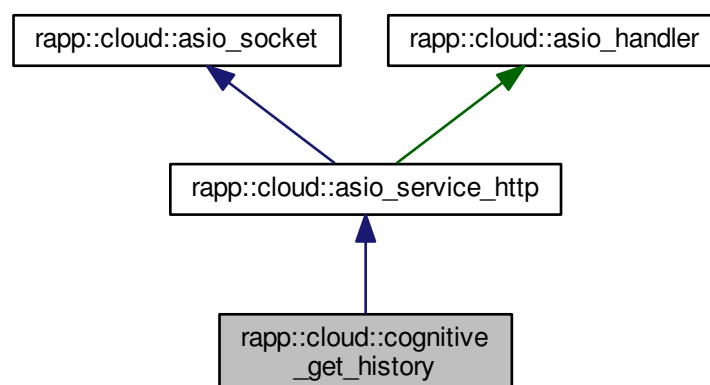 rapp::cloud::asio_socket
rapp::cloud::asio_handler
rapp::cloud::asio_service_http
rapp::cloud::cognitive
_get_history